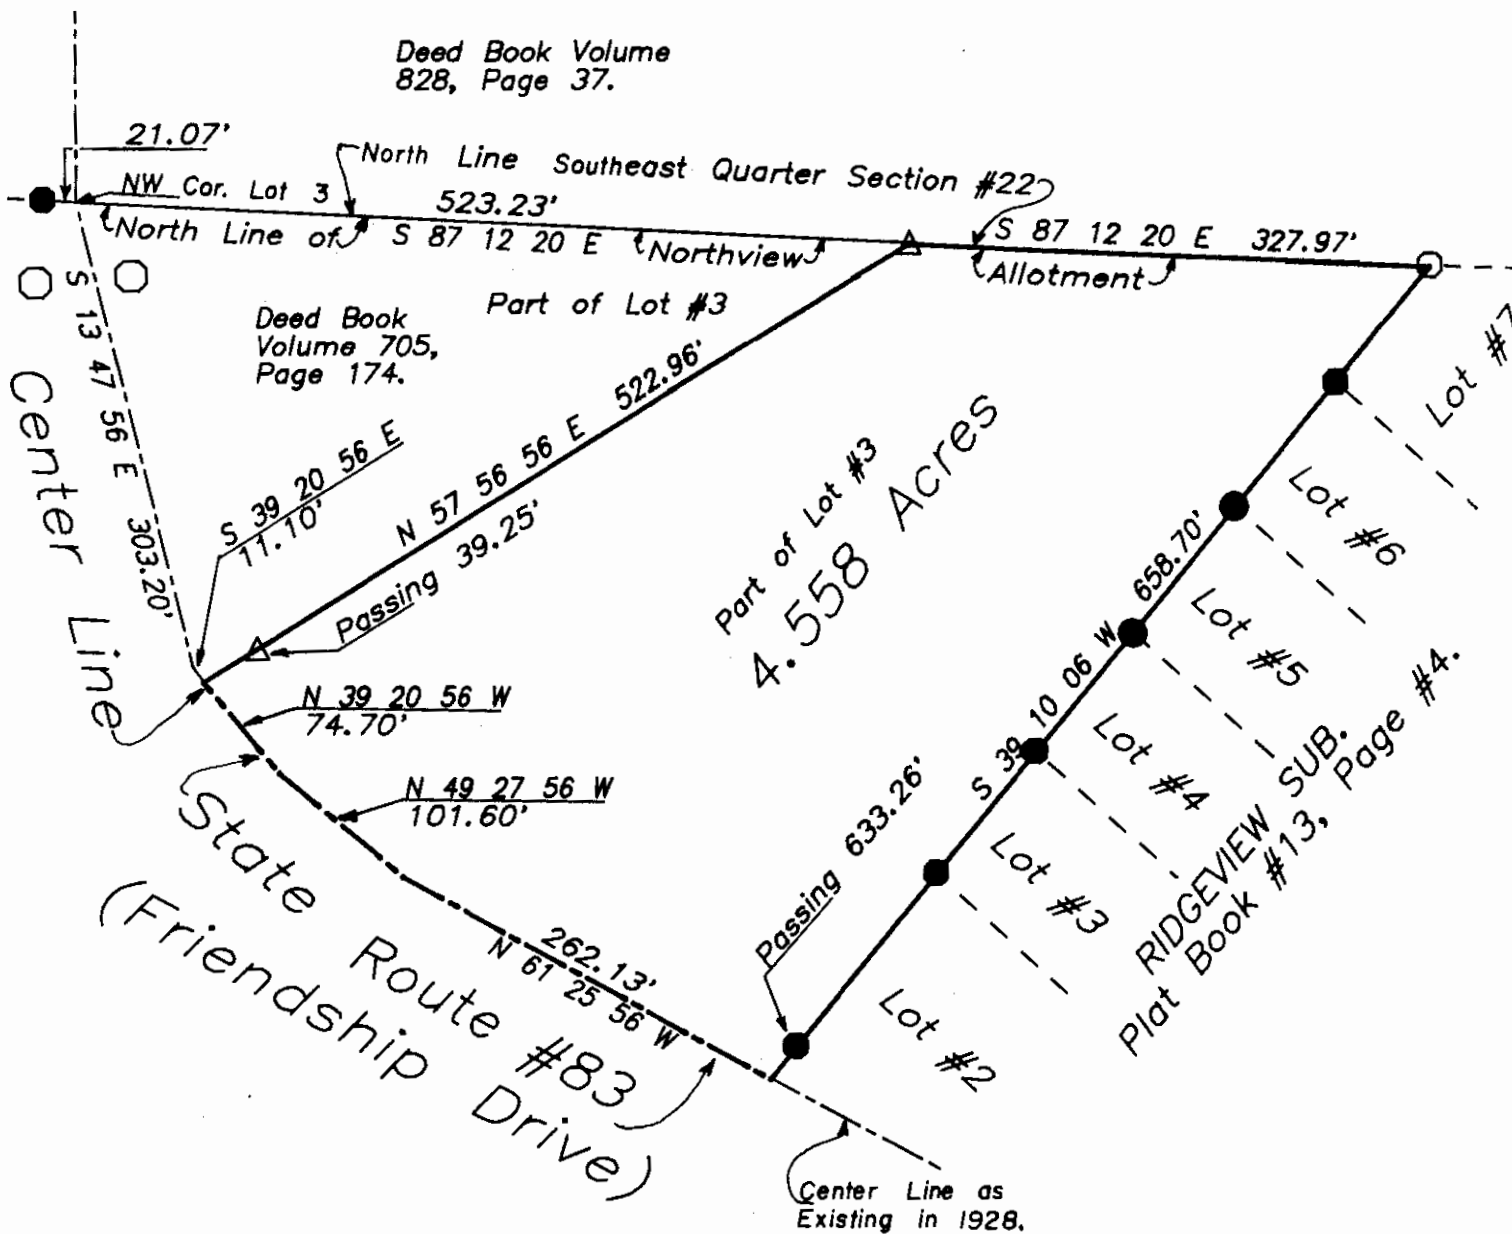 Deed Book Volume
828, Page 37.
21.07'
North Line Southeast Quarter Section #22
NW Cor. Lot 3
523.23'
North Line of
S 87 12 20 E
Northview
S 87 12 20 E 327.97'
Allotment
Part of Lot #3
Deed Book
Volume 705,
Page 174.
S 13 47 56 E 303.20'
Center Line
S 39 20 56 E
11.10'
N 57 56 56 E 522.96'
Passing 39.25'
Part of Lot #3
4.558 Acres
Lot #7
Lot #6
Lot #5
Lot #4
Lot #3
Lot #2
S 39 10 06 W 658.70'
Passing 633.26'
RIDGEVIEW SUB.
Plat Book #13, Page #4.
N 39 20 56 W
74.70'
N 49 27 56 W
101.60'
262.13'
N 61 25 56 W
State Route #83
(Friendship Drive)
Center Line as
Existing in 1928.